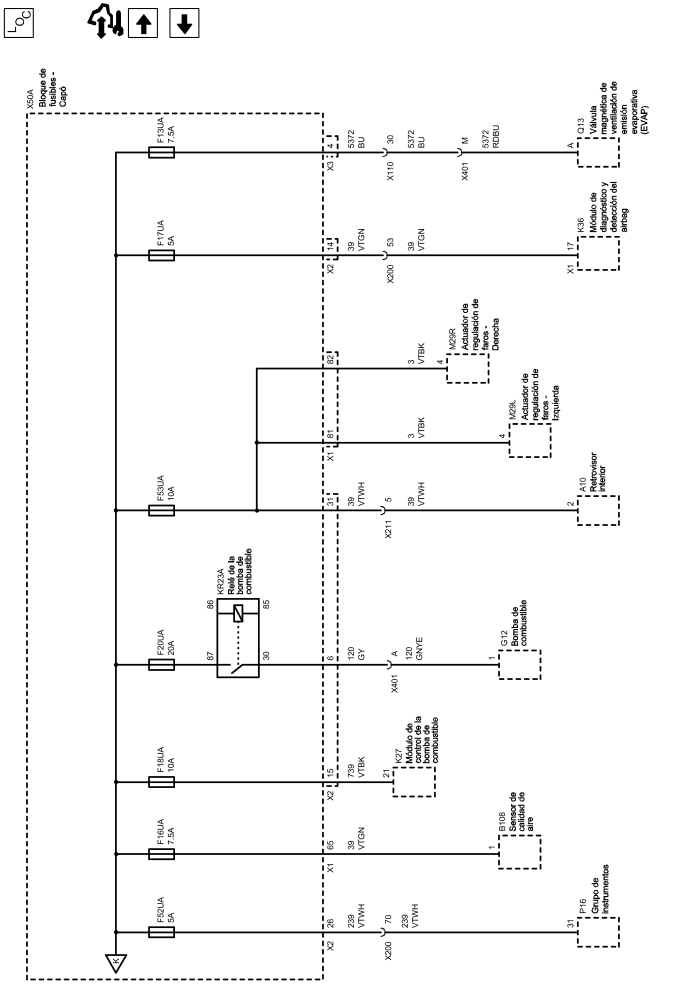 LOC
X50A
Bloque de
fusibles -
Capó
F13UA
7.5A
4
X3
5372
BU
30
X110
5372
BU
M
X401
5372
RDBU
A
Q13
Válvula
magnética de
ventilación de
emisión
evaporativa
(EVAP)
F17UA
5A
14
X2
39
VTGN
53
X200
39
VTGN
17
X1
K36
Módulo de
diagnóstico y
detección del
airbag
82
3
VTBK
4
M29R
Actuador de
regulación de
faros -
Derecha
81
X1
3
VTBK
4
M29L
Actuador de
regulación de
faros -
Izquierda
F53UA
10A
31
39
VTWH
5
X211
39
VTWH
2
A10
Retrovisor
interior
F20UA
20A
KR23A
Relé de la
bomba de
combustible
86
85
87
30
6
120
GY
A
X401
120
GNYE
1
G12
Bomba de
combustible
F18UA
10A
15
X2
739
VTBK
21
K27
Módulo de
control de la
bomba de
combustible
F16UA
7.5A
65
X1
39
VTGN
1
B108
Sensor de
calidad de
aire
F52UA
5A
26
X2
239
VTWH
70
X200
239
VTWH
31
P16
Grupo de
instrumentos
K